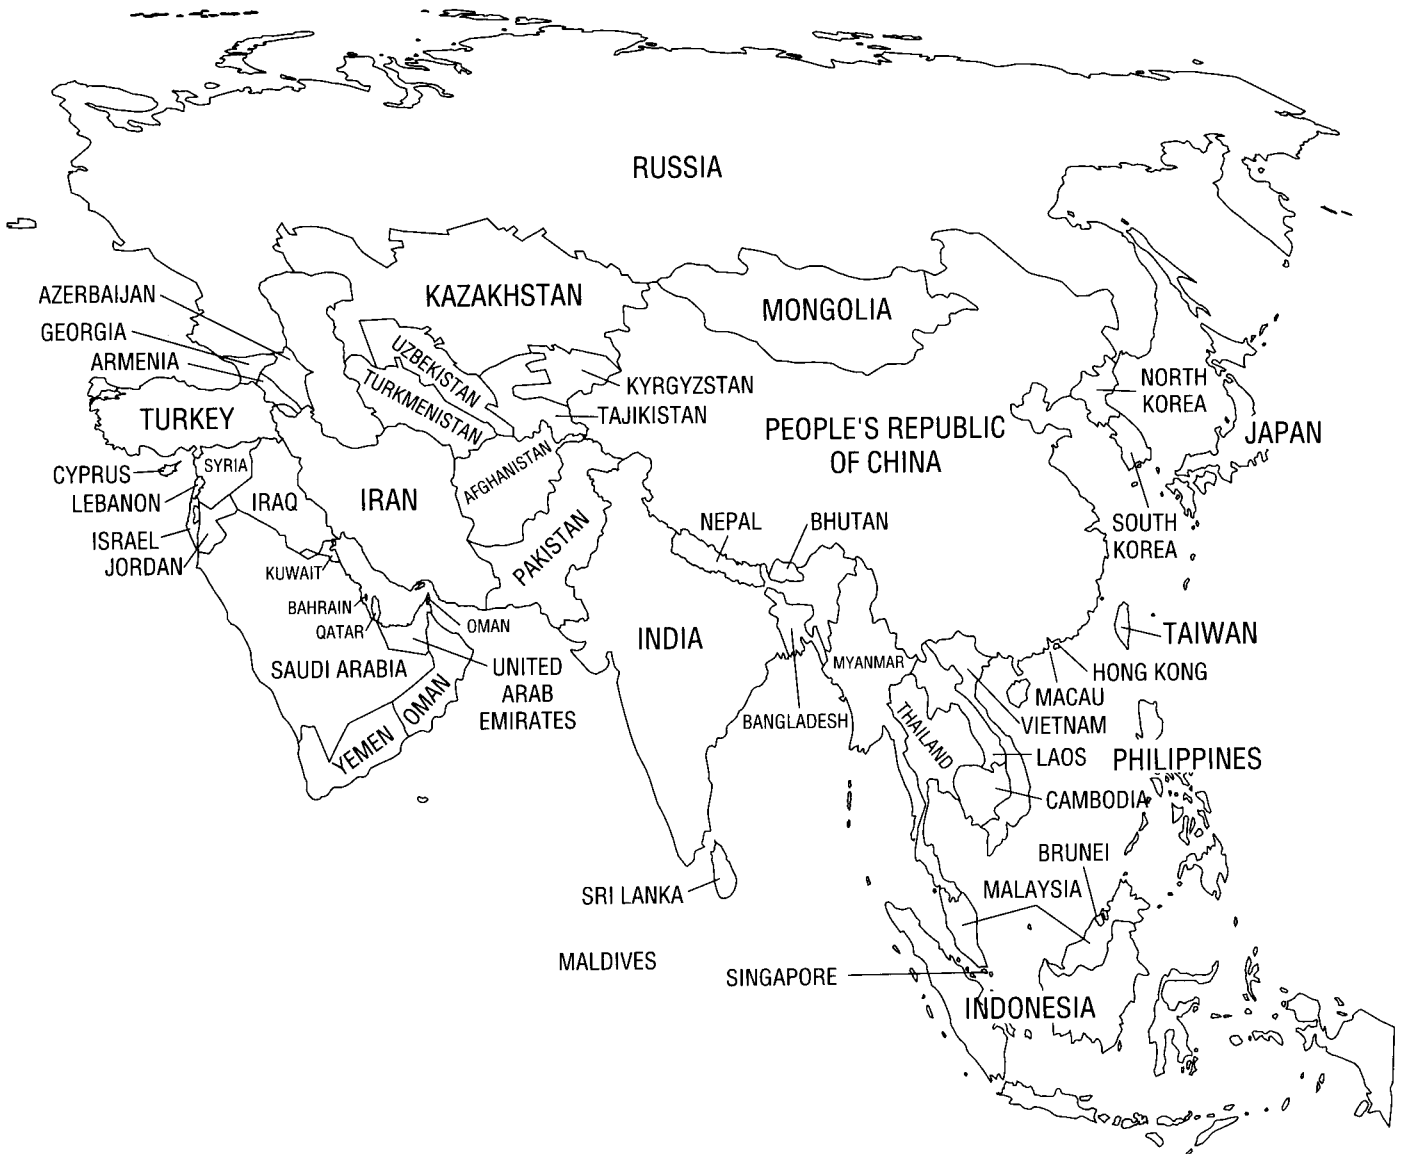 RUSSIA
AZERBAIJAN
KAZAKHSTAN
MONGOLIA
GEORGIA
ARMENIA
UZBEKISTAN
TURKMENISTAN
KYRGYZSTAN
TAJIKISTAN
NORTH
KOREA
TURKEY
PEOPLE'S REPUBLIC
OF CHINA
JAPAN
CYPRUS
SYRIA
AFGHANISTAN
LEBANON
IRAQ
IRAN
ISRAEL
JORDAN
PAKISTAN
NEPAL
BHUTAN
SOUTH
KOREA
KUWAIT
BAHRAIN
QATAR
OMAN
INDIA
TAIWAN
SAUDI ARABIA
UNITED
ARAB
EMIRATES
MYANMAR
HONG KONG
MACAU
OMAN
YEMEN
BANGLADESH
THAILAND
VIETNAM
LAOS
PHILIPPINES
CAMBODIA
BRUNEI
MALAYSIA
SRI LANKA
MALDIVES
SINGAPORE
INDONESIA